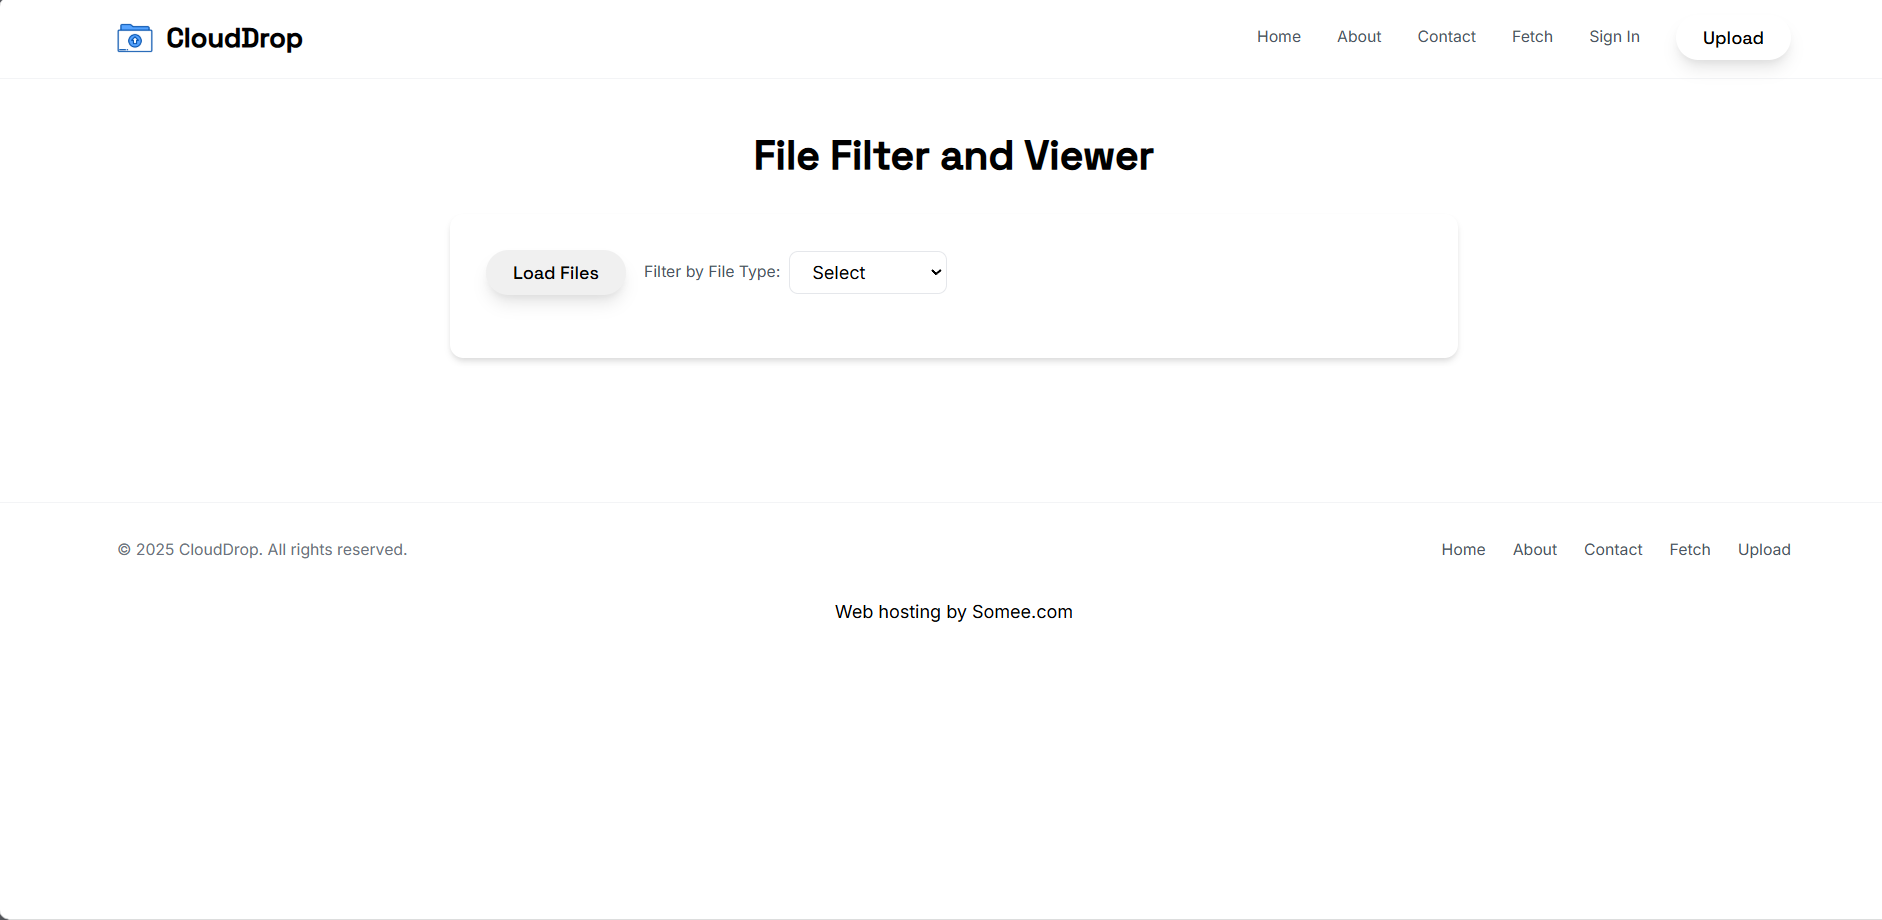 CloudDrop
Home About Contact Fetch Sign In Upload
File Filter and Viewer
Load Files Filter by File Type: Select
© 2025 CloudDrop. All rights reserved.
Home About Contact Fetch Upload
Web hosting by Somee.com